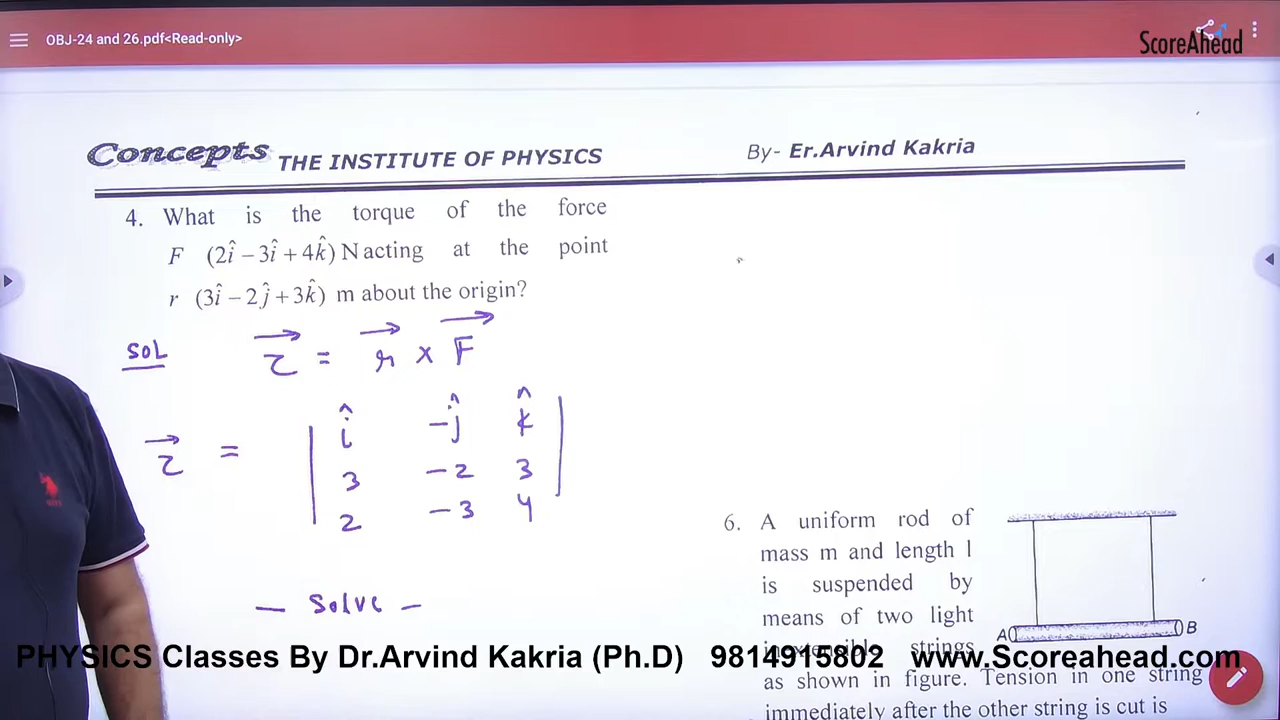 OBJ-24 and 26.pdf<Read-only>
ScoreAhead
Concepts THE INSTITUTE OF PHYSICS By- Er.Arvind Kakria
4. What is the torque of the force
F (2î − 3î + 4k̂) N acting at the point
r (3î − 2ĵ + 3k̂) m about the origin?
SOL τ⃗ = r⃗ × F⃗
τ⃗ = | î −ĵ k̂ |
3 −2 3
2 −3 4
— Solve —
6. A uniform rod of
mass m and length l
is suspended by
means of two light
inextensible strings
as shown in figure. Tension in one string
immediately after the other string is cut is
A B
PHYSICS Classes By Dr.Arvind Kakria (Ph.D) 9814915802 www.Scoreahead.com